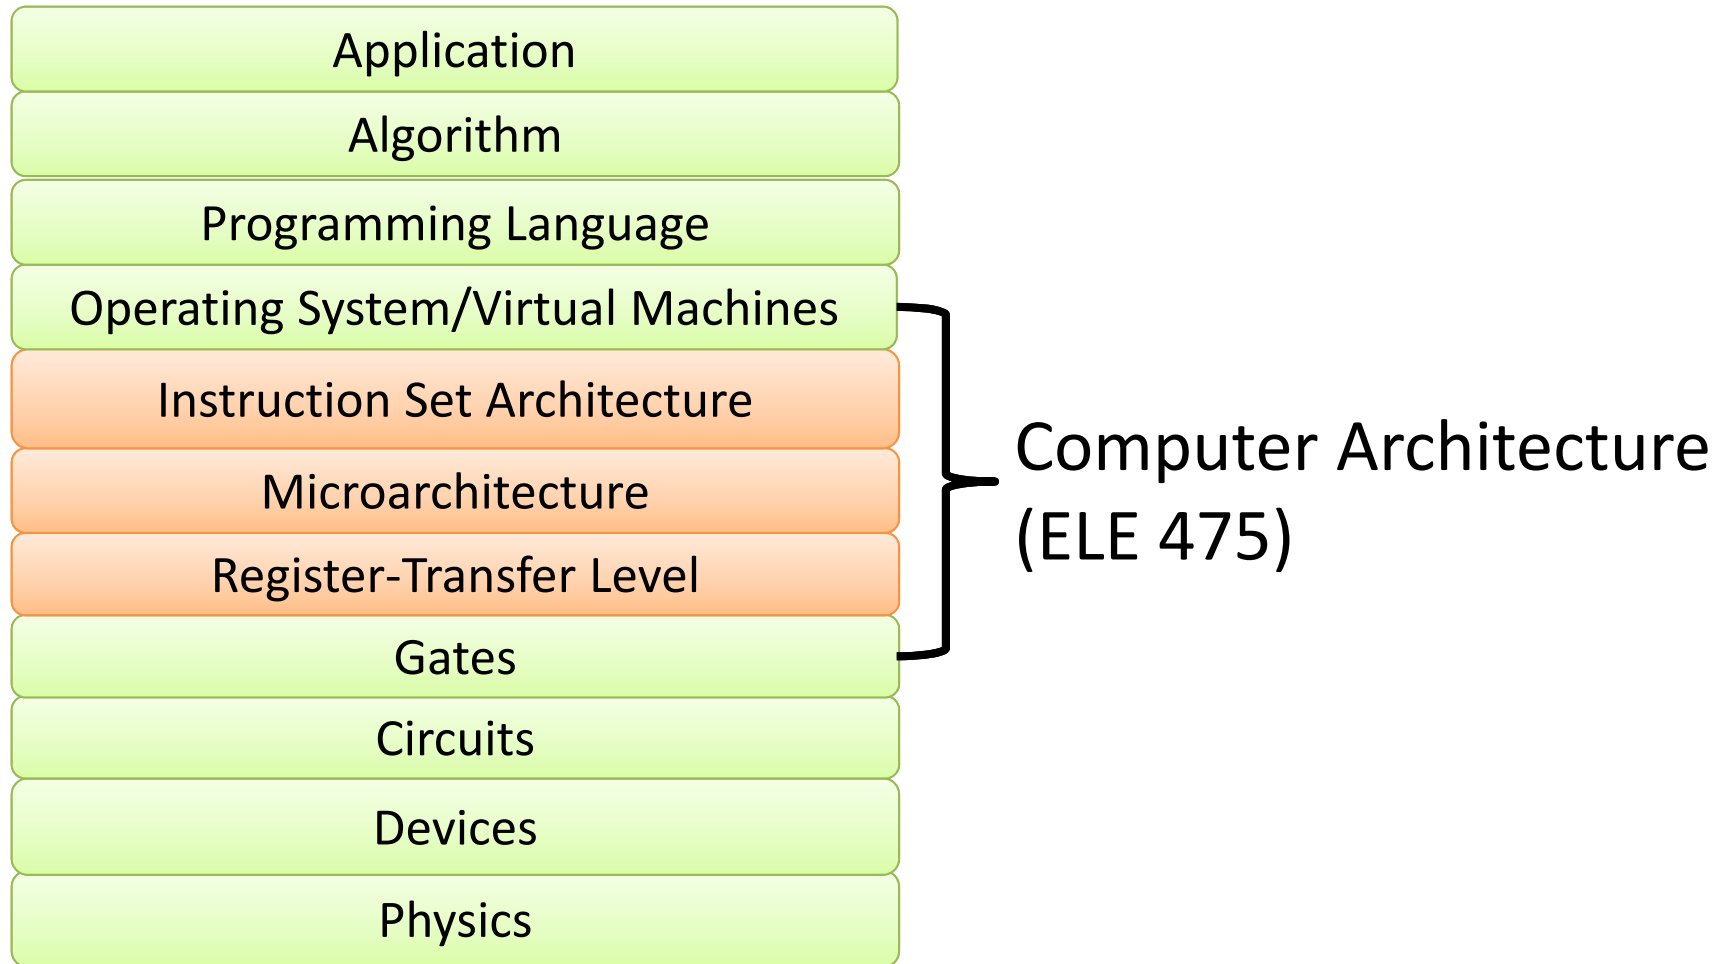 Application
Algorithm
Programming Language
Operating System/Virtual Machines
Instruction Set Architecture
Microarchitecture
Register-Transfer Level
Gates
Circuits
Devices
Physics
Computer Architecture
(ELE 475)